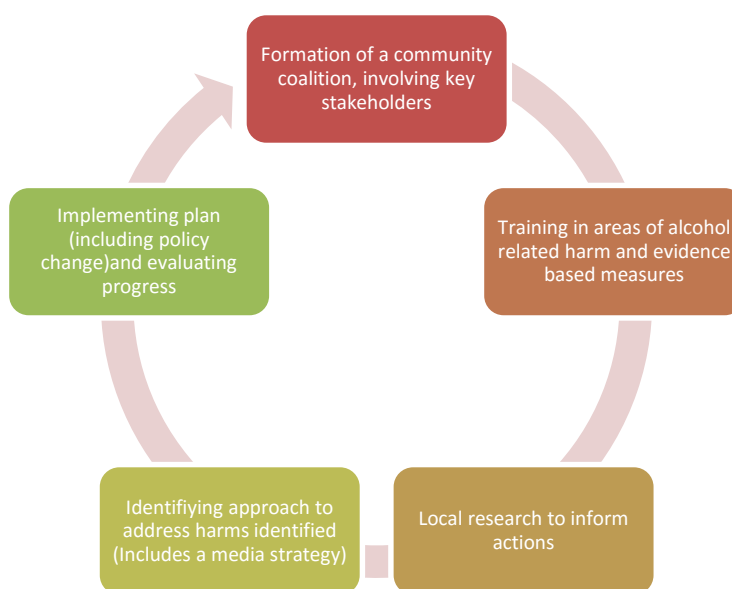 Formation of a community
coalition, involving key
stakeholders
Training in areas of alcohol
related harm and evidence
based measures
Local research to inform
actions
Identifiying approach to
address harms identified
(Includes a media strategy)
Implementing plan
(including policy
change)and evaluating
progress